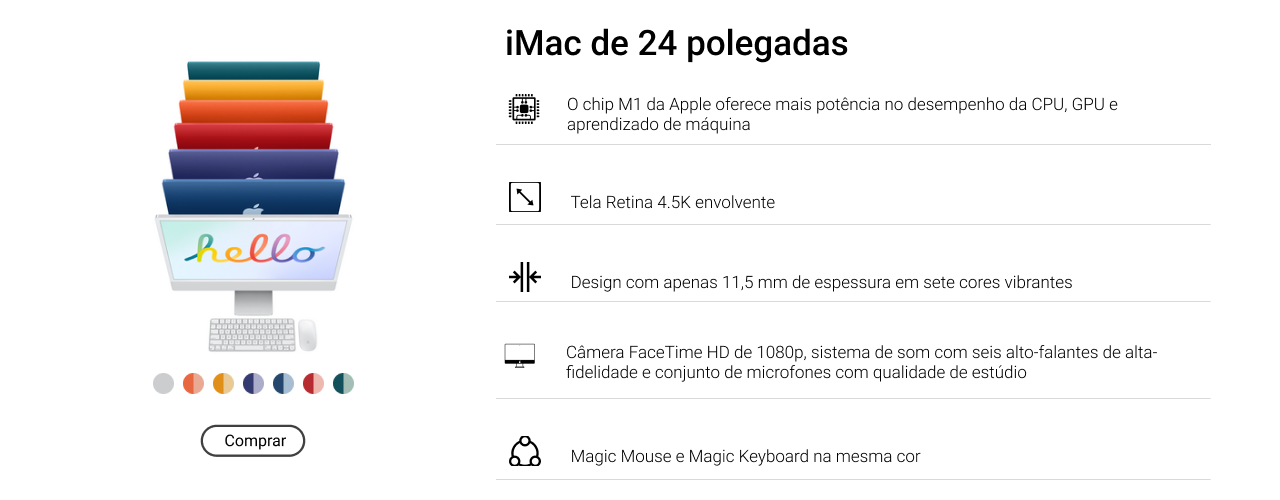 iMac de 24 polegadas
O chip M1 da Apple oferece mais potência no desempenho da CPU, GPU e
aprendizado de máquina
Tela Retina 4.5K envolvente
Design com apenas 11,5 mm de espessura em sete cores vibrantes
hello
Câmera FaceTime HD de 1080p, sistema de som com seis alto-falantes de alta-
fidelidade e conjunto de microfones com qualidade de estúdio
Comprar
Magic Mouse e Magic Keyboard na mesma cor